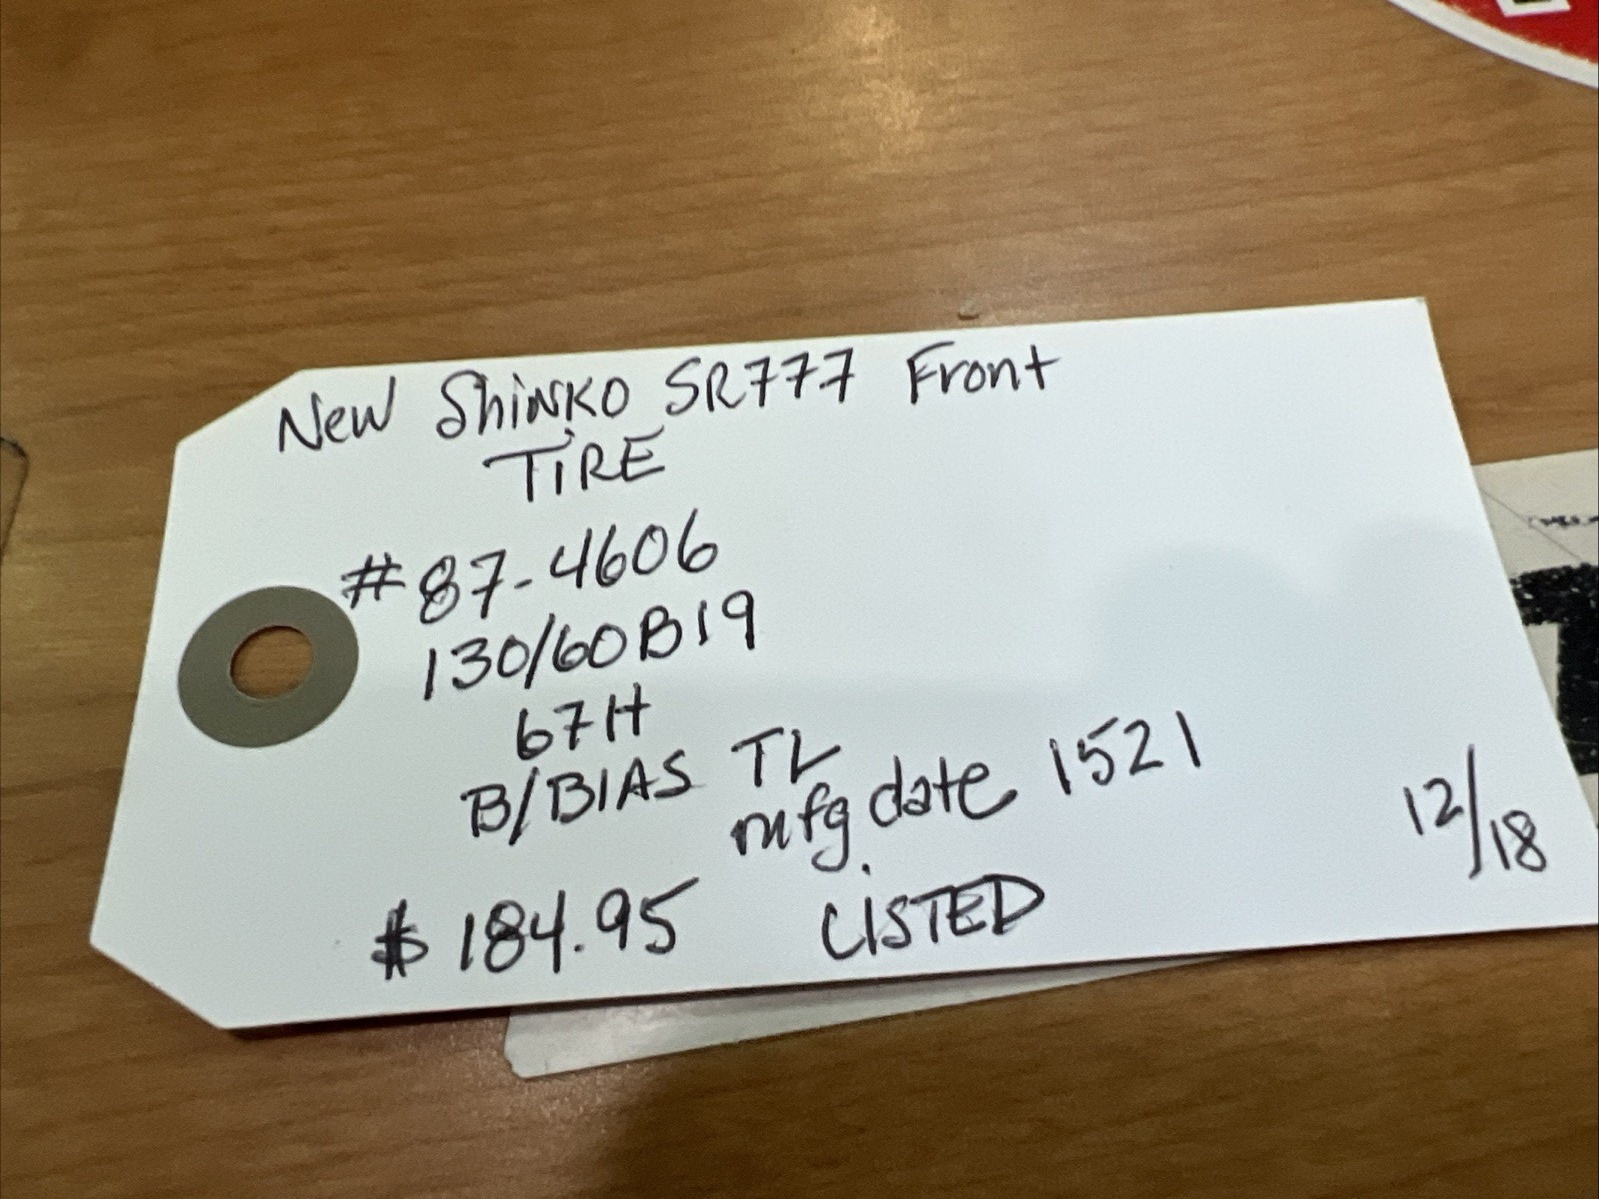 New Shinko SR777 Front
TiRE
#87-4606
130/60B19
67H
B/BIAS TL
mfg date 1521
12/18
$184.95 LiSTED